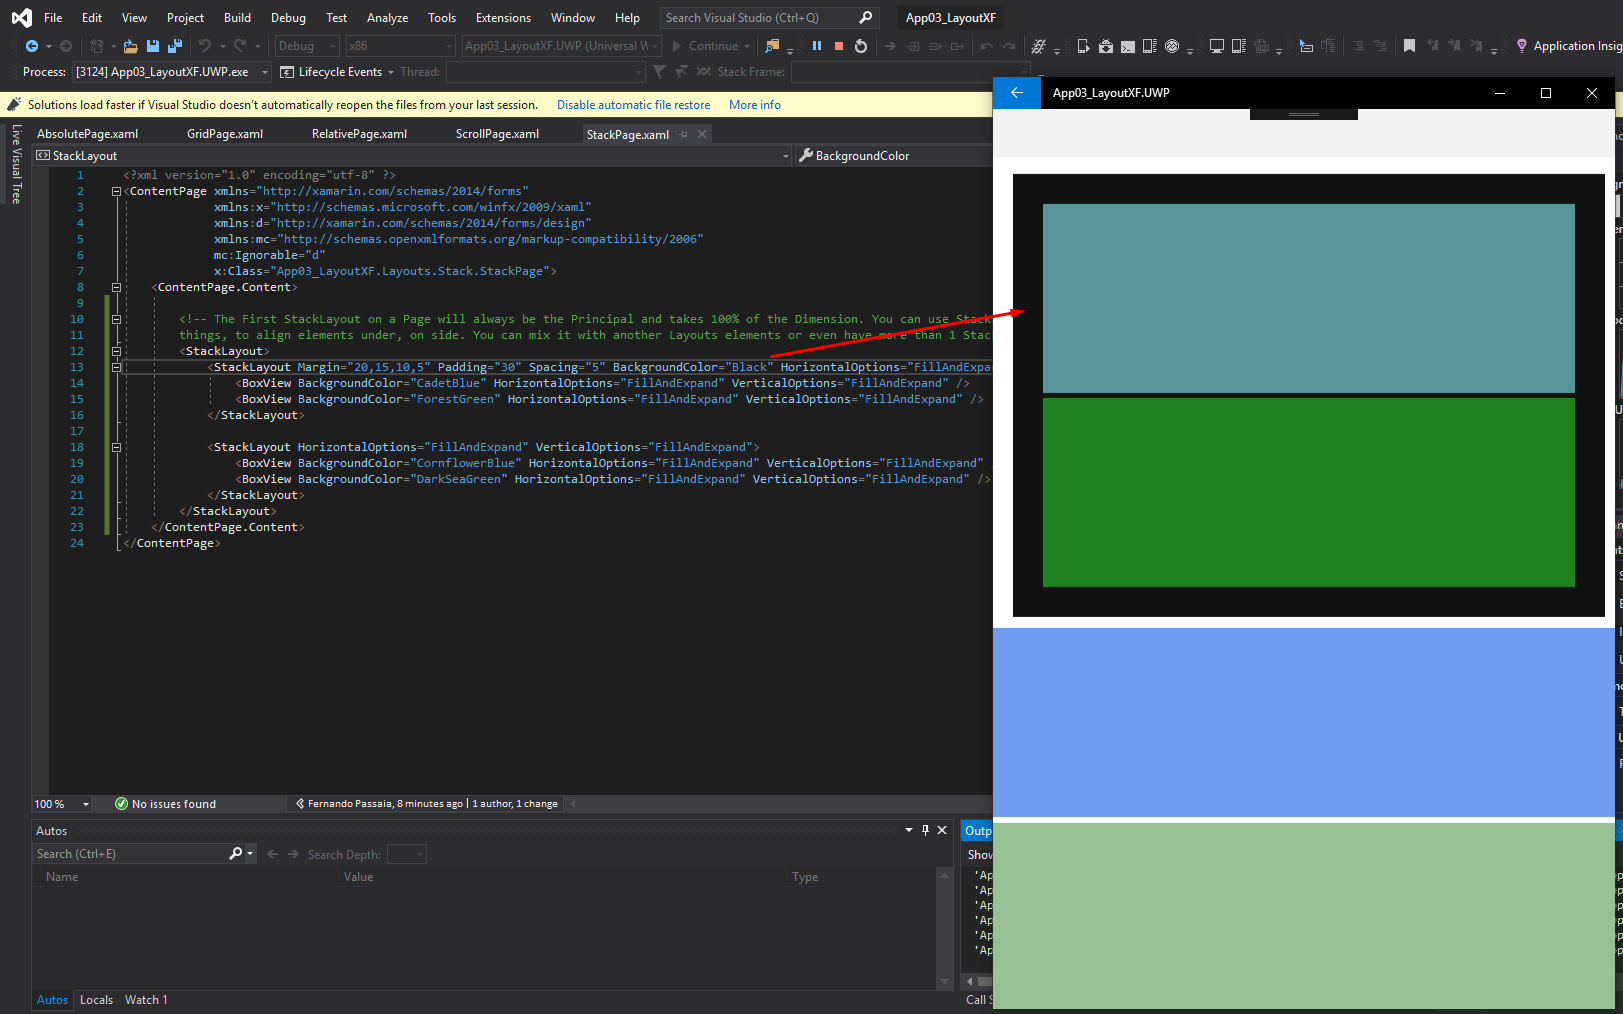 File Edit View Project Build Debug Test Analyze Tools Extensions Window Help Search Visual Studio (Ctrl+Q) App03_LayoutXF
Debug x86 App03_LayoutXF.UWP (Universal W Continue Application Insig
Process: [3124] App03_LayoutXF.UWP.exe Lifecycle Events Thread: Stack Frame:
App03_LayoutXF.UWP
Solutions load faster if Visual Studio doesn't automatically reopen the files from your last session. Disable automatic file restore More info
Live Visual Tree
AbsolutePage.xaml GridPage.xaml RelativePage.xaml ScrollPage.xaml StackPage.xaml
StackLayout BackgroundColor
1 <?xml version="1.0" encoding="utf-8" ?>
2 <ContentPage xmlns="http://xamarin.com/schemas/2014/forms"
3 xmlns:x="http://schemas.microsoft.com/winfx/2009/xaml"
4 xmlns:d="http://xamarin.com/schemas/2014/forms/design"
5 xmlns:mc="http://schemas.openxmlformats.org/markup-compatibility/2006"
6 mc:Ignorable="d"
7 x:Class="App03_LayoutXF.Layouts.Stack.StackPage">
8 <ContentPage.Content>
9
10 <!-- The First StackLayout on a Page will always be the Principal and takes 100% of the Dimension. You can use Stack
11 things, to align elements under, on side. You can mix it with another Layouts elements or even have more than 1 Stac
12 <StackLayout>
13 <StackLayout Margin="20,15,10,5" Padding="30" Spacing="5" BackgroundColor="Black" HorizontalOptions="FillAndExpan
14 <BoxView BackgroundColor="CadetBlue" HorizontalOptions="FillAndExpand" VerticalOptions="FillAndExpand" />
15 <BoxView BackgroundColor="ForestGreen" HorizontalOptions="FillAndExpand" VerticalOptions="FillAndExpand" />
16 </StackLayout>
17
18 <StackLayout HorizontalOptions="FillAndExpand" VerticalOptions="FillAndExpand">
19 <BoxView BackgroundColor="CornflowerBlue" HorizontalOptions="FillAndExpand" VerticalOptions="FillAndExpand"
20 <BoxView BackgroundColor="DarkSeaGreen" HorizontalOptions="FillAndExpand" VerticalOptions="FillAndExpand" />
21 </StackLayout>
22 </StackLayout>
23 </ContentPage.Content>
24 </ContentPage>
100 % No issues found Fernando Passaia, 8 minutes ago | 1 author, 1 change
Autos
Search (Ctrl+E) Search Depth:
Name Value Type
Outp
Show
'Ap
'Ap
'Ap
'Ap
'Ap
'Ap
Autos Locals Watch 1
Call S